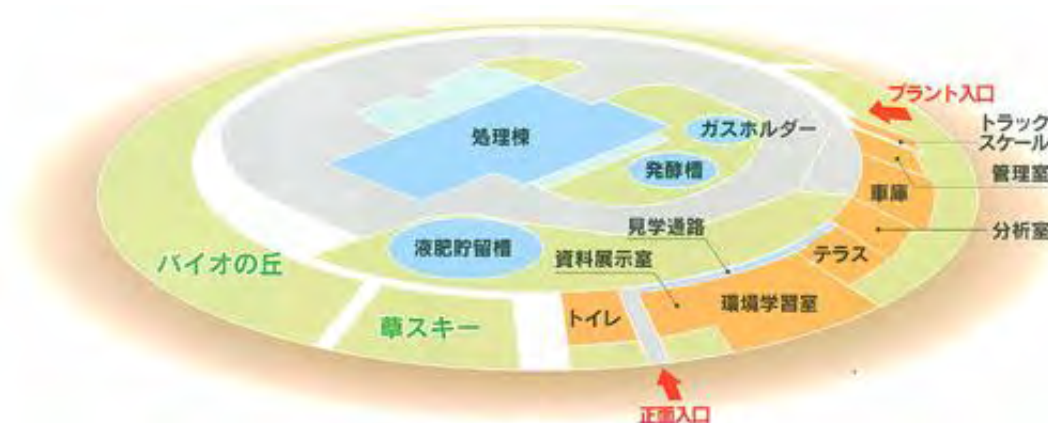 プラント入口
トラック
スケール
ガスホルダー
処理棟
発酵槽
管理室
車庫
見学通路
分析室
液肥貯留槽
資料展示室
テラス
バイオの丘
環境学習室
草スキー
トイレ
正面入口